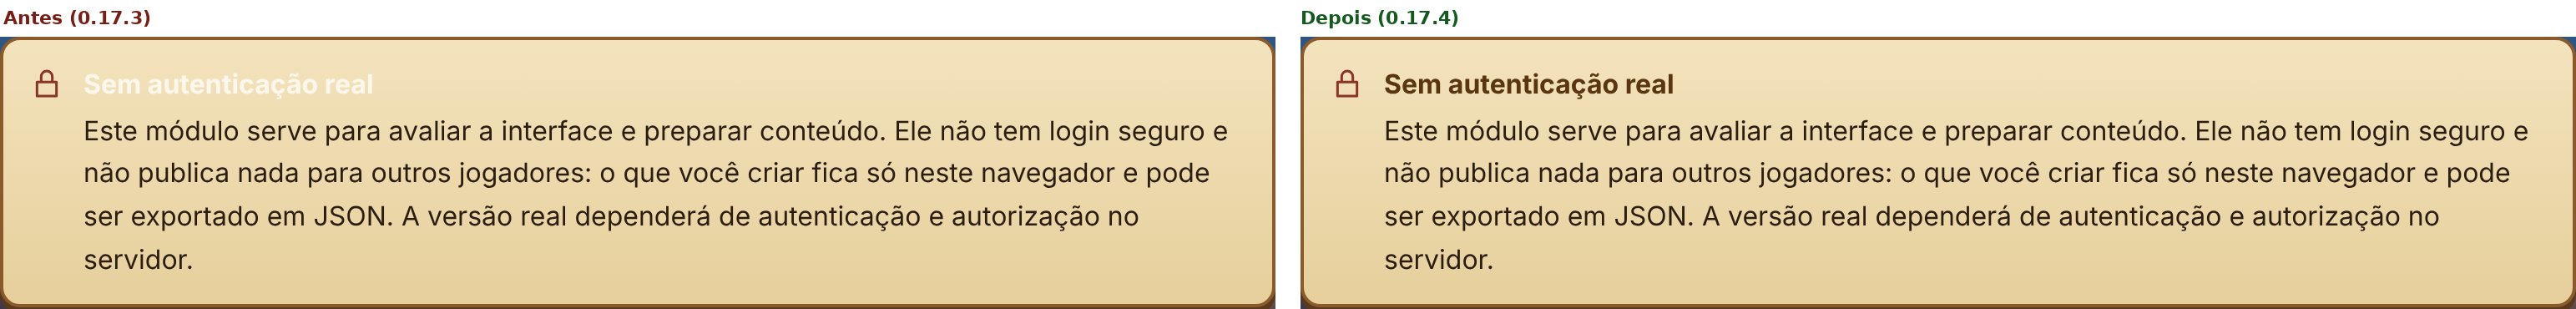 Antes (0.17.3)
Sem autenticação real
Este módulo serve para avaliar a interface e preparar conteúdo. Ele não tem login seguro e
não publica nada para outros jogadores: o que você criar fica só neste navegador e pode
ser exportado em JSON. A versão real dependerá de autenticação e autorização no
servidor.
Depois (0.17.4)
Sem autenticação real
Este módulo serve para avaliar a interface e preparar conteúdo. Ele não tem login seguro e
não publica nada para outros jogadores: o que você criar fica só neste navegador e pode
ser exportado em JSON. A versão real dependerá de autenticação e autorização no
servidor.